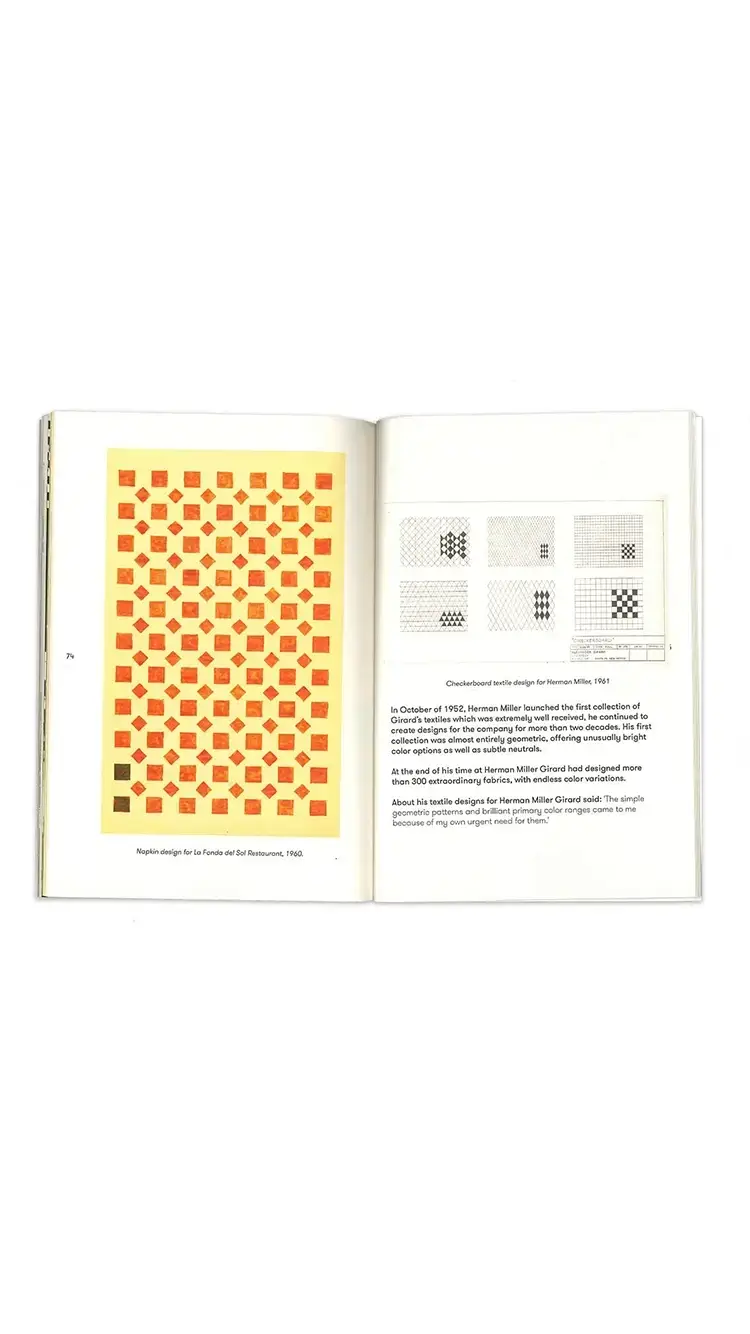 74
Napkin design for La Fonda del Sol Restaurant, 1960.
"CHECKERBOARD"
Checkerboard textile design for Herman Miller, 1961
In October of 1952, Herman Miller launched the first collection of
Girard's textiles which was extremely well received, he continued to
create designs for the company for more than two decades. His first
collection was almost entirely geometric, offering unusually bright
color options as well as subtle neutrals.
At the end of his time at Herman Miller Girard had designed more
than 300 extraordinary fabrics, with endless color variations.
About his textile designs for Herman Miller Girard said: 'The simple
geometric patterns and brilliant primary color ranges came to me
because of my own urgent need for them.'